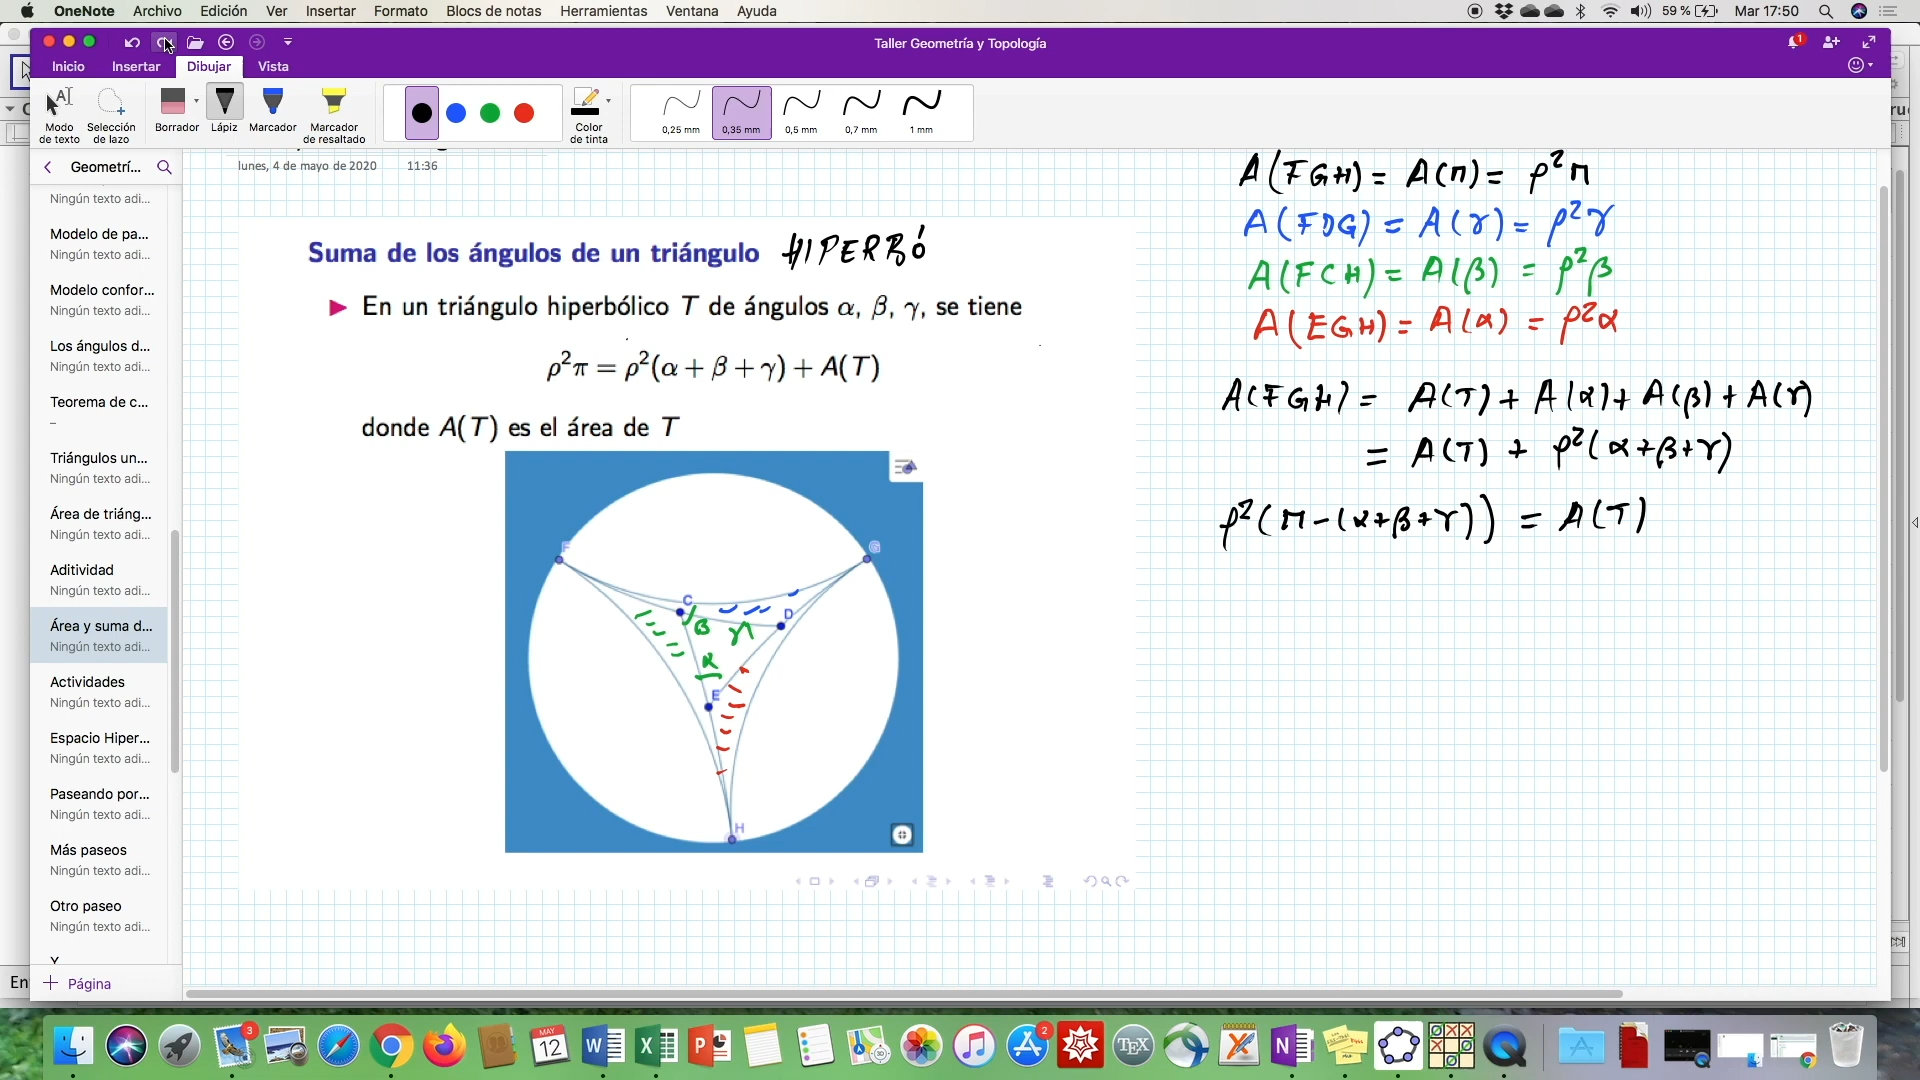 OneNote Archivo Edición Ver Insertar Formato Blocs de notas Herramientas Ventana Ayuda 59 % Mar 17:50
Taller Geometría y Topología 1
Inicio Insertar Dibujar Vista
Modo de texto
Selección de lazo
Borrador
Lápiz
Marcador
Marcador de resaltado
Color de tinta
0,25 mm 0,35 mm 0,5 mm 0,7 mm 1 mm
Geometrí...
Ningún texto adi...
Modelo de pa...
Ningún texto adi...
Modelo confor...
Ningún texto adi...
Los ángulos d...
Ningún texto adi...
Teorema de c...
–
Triángulos un...
Ningún texto adi...
Área de triáng...
Ningún texto adi...
Aditividad
Ningún texto adi...
Área y suma d...
Ningún texto adi...
Actividades
Ningún texto adi...
Espacio Hiper...
Ningún texto adi...
Paseando por...
Ningún texto adi...
Más paseos
Ningún texto adi...
Otro paseo
Ningún texto adi...
+ Página
lunes, 4 de mayo de 2020 11:36
Suma de los ángulos de un triángulo HIPERBÓ
▶ En un triángulo hiperbólico T de ángulos α, β, γ, se tiene
ρ²π = ρ²(α + β + γ) + A(T)
donde A(T) es el área de T
F G
C D
β γ
α
E
H
A(FGH) = A(π) = ρ²π
A(FDG) = A(γ) = ρ²γ
A(FCH) = A(β) = ρ²β
A(EGH) = A(α) = ρ²α
A(FGH) = A(T) + A(α) + A(β) + A(γ)
= A(T) + ρ²(α+β+γ)
ρ²(π-(α+β+γ)) = A(T)
3 MAY 12 2 TEX